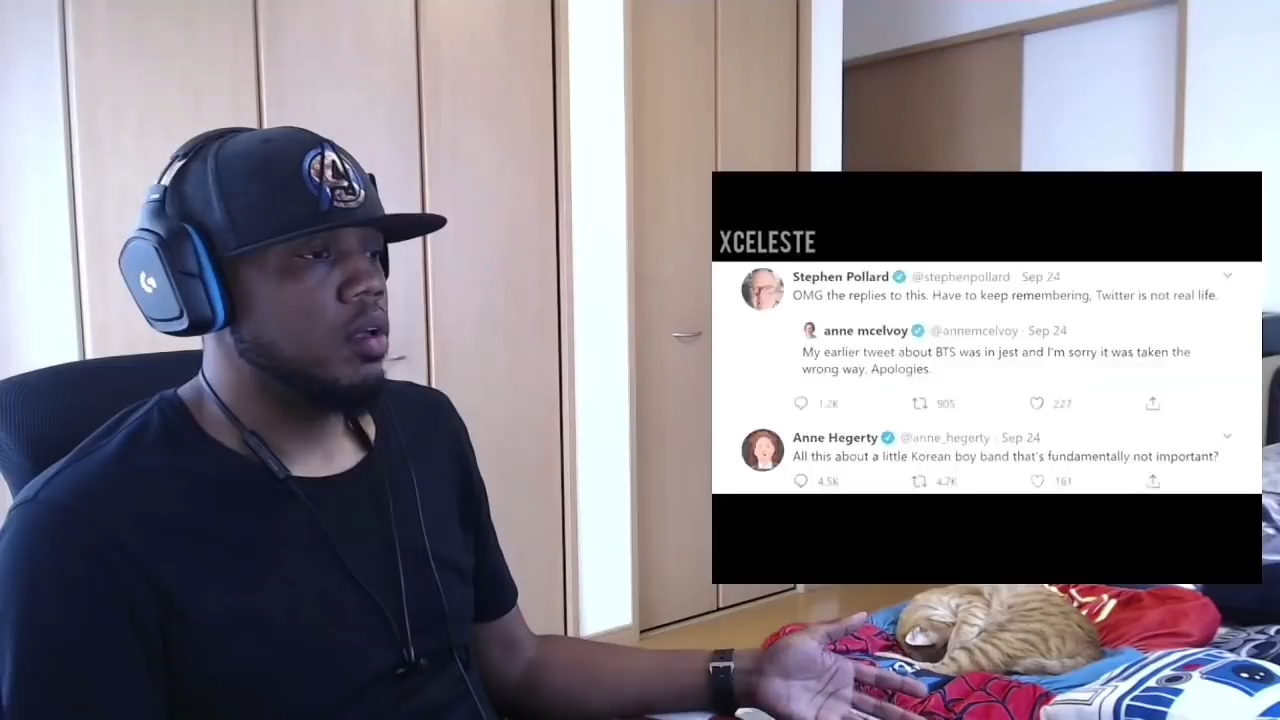 XCELESTE
Stephen Pollard @stephenpollard Sep 24
OMG the replies to this. Have to keep remembering, Twitter is not real life.
anne mcelvoy @annemcelvoy · Sep 24
My earlier tweet about BTS was in jest and I'm sorry it was taken the
wrong way. Apologies.
1.2K 905 227
Anne Hegerty @anne_hegerty · Sep 24
All this about a little Korean boy band that's fundamentally not important?
4.5K 4.7K 161